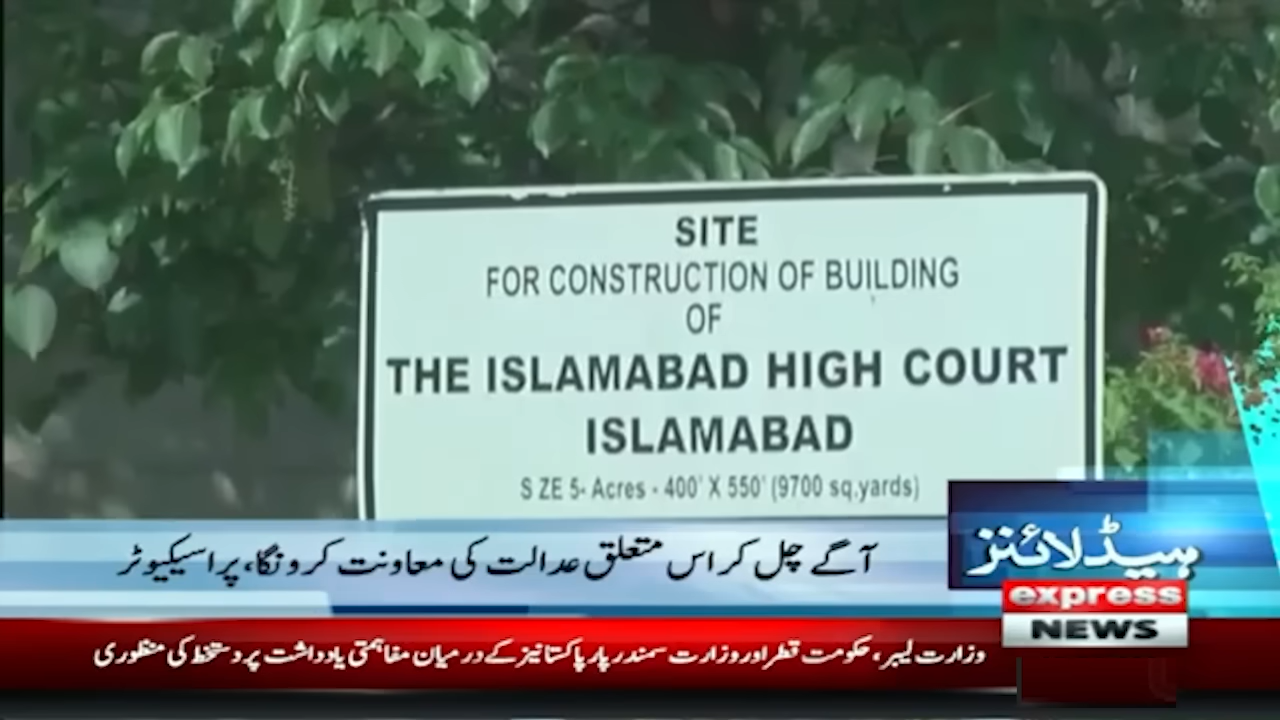 SITE
FOR CONSTRUCTION OF BUILDING
OF
THE ISLAMABAD HIGH COURT
ISLAMABAD
S ZE 5- Acres - 400' X 550' (9700 sq.yards)
ہیڈلائنز
آگے چل کر اس متعلق عدالت کی معاونت کرونگا، پراسیکیوٹر
express
NEWS
وزارت لیبر، حکومت قطر اور وزارت سمندر پار پاکستانیز کے درمیان مفاہمتی یادداشت پر دستخط کی منظوری